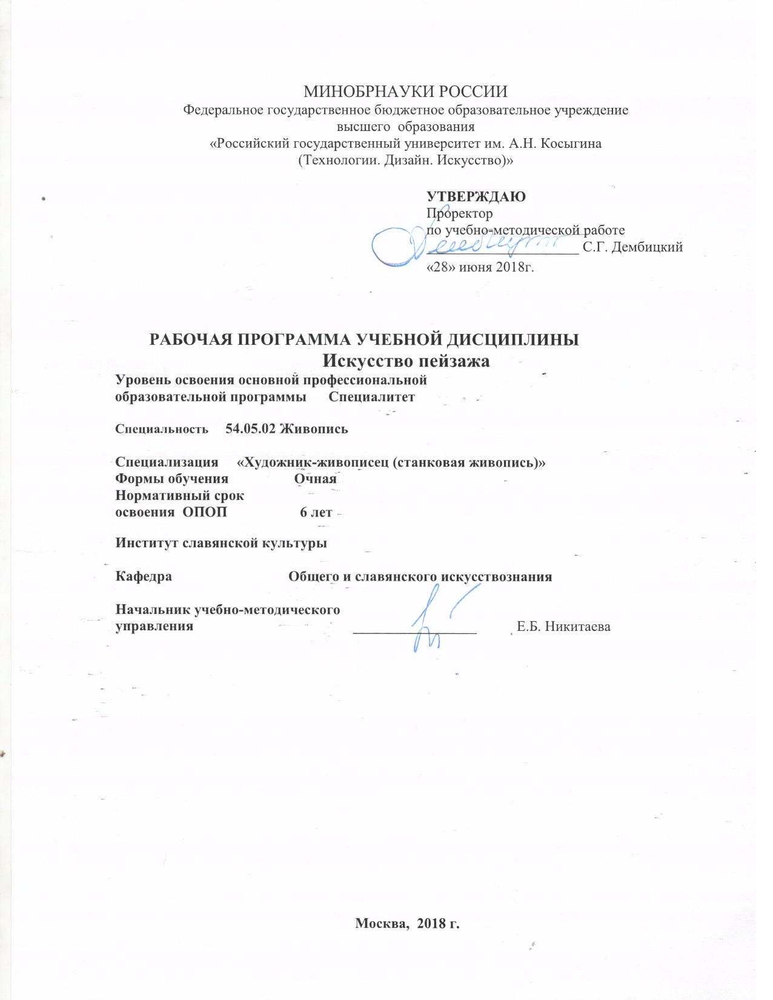 МИНОБРНАУКИ РОССИИ
Федеральное государственное бюджетное образовательное учреждение
высшего образования
«Российский государственный университет им. А.Н. Косыгина
(Технологии. Дизайн. Искусство)»
УТВЕРЖДАЮ
Проректор
по учебно-методической работе
С.Г. Дембицкий
«28» июня 2018г.
РАБОЧАЯ ПРОГРАММА УЧЕБНОЙ ДИСЦИПЛИНЫ
Искусство пейзажа
Уровень освоения основной профессиональной
образовательной программы Специалитет
Специальность 54.05.02 Живопись
Специализация «Художник-живописец (станковая живопись)»
Формы обучения Очная
Нормативный срок
освоения ОПОП 6 лет
Институт славянской культуры
Кафедра Общего и славянского искусствознания
Начальник учебно-методического
управления Е.Б. Никитаева
Москва, 2018 г.